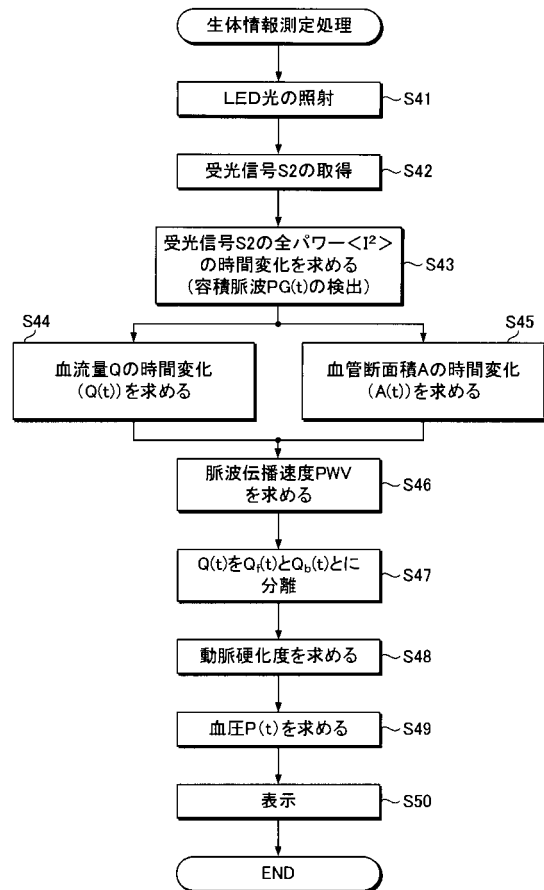 生体情報測定処理
LED光の照射
S41
受光信号S2の取得
S42
受光信号S2の全パワー<I²>
の時間変化を求める
(容積脈波PG(t)の検出)
S43
S44
血流量Qの時間変化
(Q(t))を求める
S45
血管断面積Aの時間変化
(A(t))を求める
脈波伝播速度PWV
を求める
S46
Q(t)をQf(t)とQb(t)とに
分離
S47
動脈硬化度を求める
S48
血圧P(t)を求める
S49
表示
S50
END